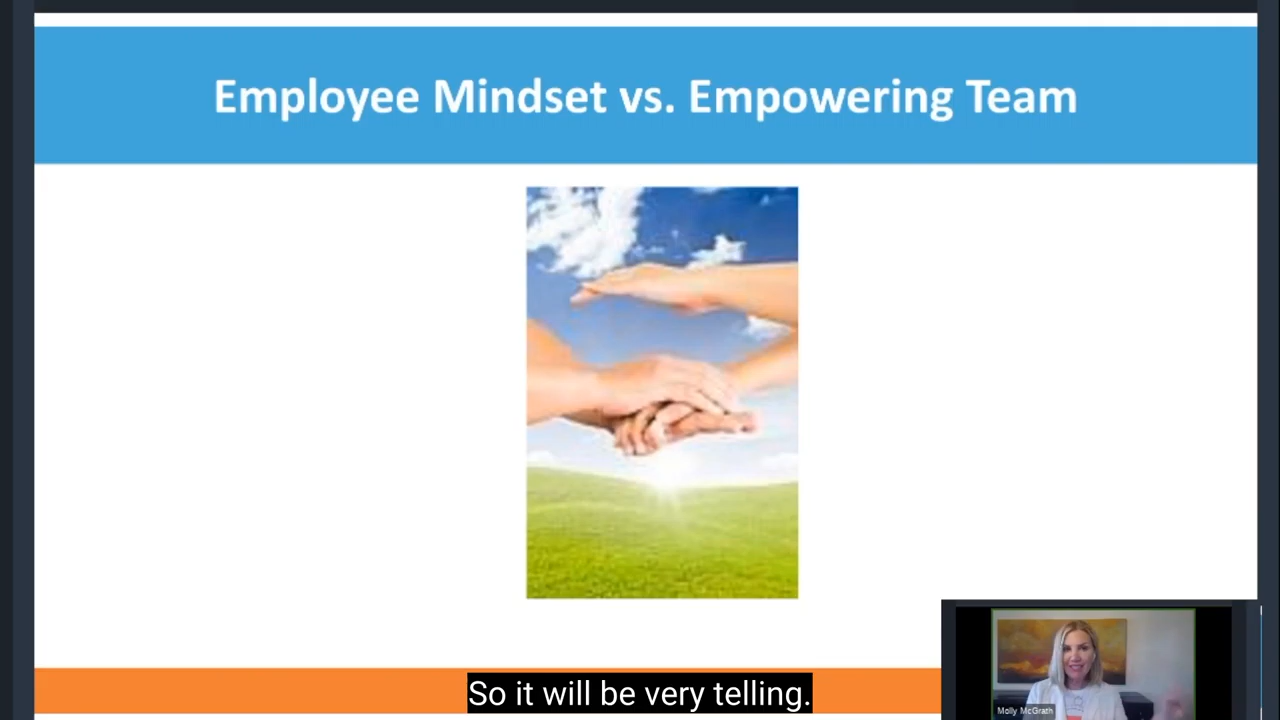 Employee Mindset vs. Empowering Team
So it will be very telling.
Molly McGrath